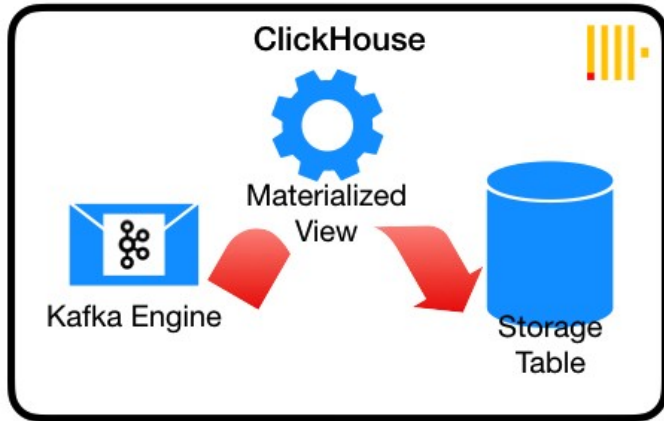 ClickHouse
Materialized
View
Kafka Engine
Storage
Table